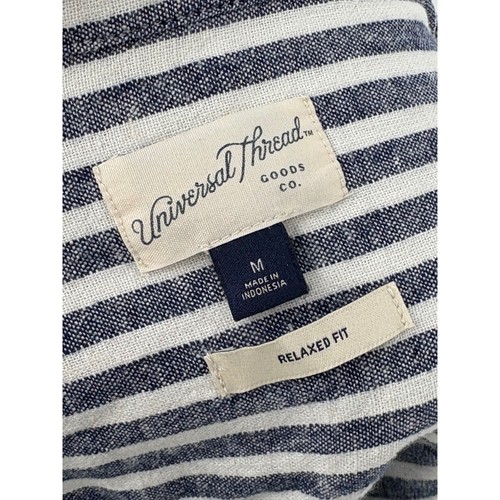 Universal Thread™
GOODS
CO.
M
MADE IN
INDONESIA
RELAXED FIT